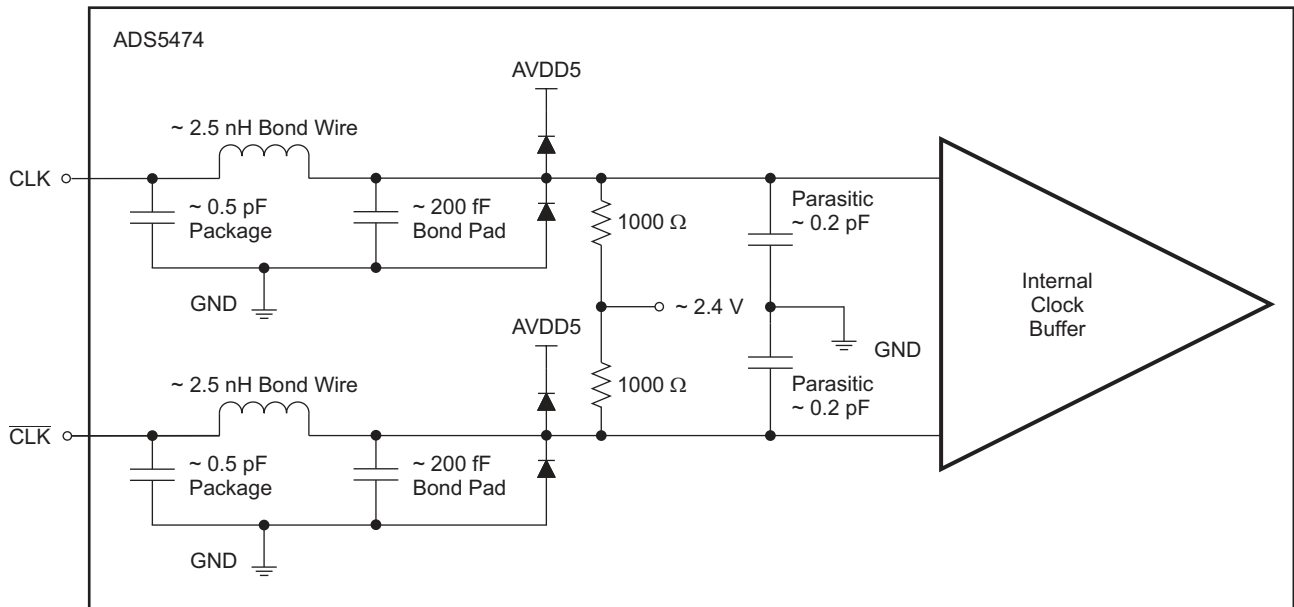 ADS5474
AVDD5
~ 2.5 nH Bond Wire
CLK
~ 0.5 pF
Package
~ 200 fF
Bond Pad
1000 Ω
Parasitic
~ 0.2 pF
GND
~ 2.4 V
Internal
Clock
Buffer
AVDD5
GND
~ 2.5 nH Bond Wire
1000 Ω
Parasitic
~ 0.2 pF
C̅L̅K̅
~ 0.5 pF
Package
~ 200 fF
Bond Pad
GND